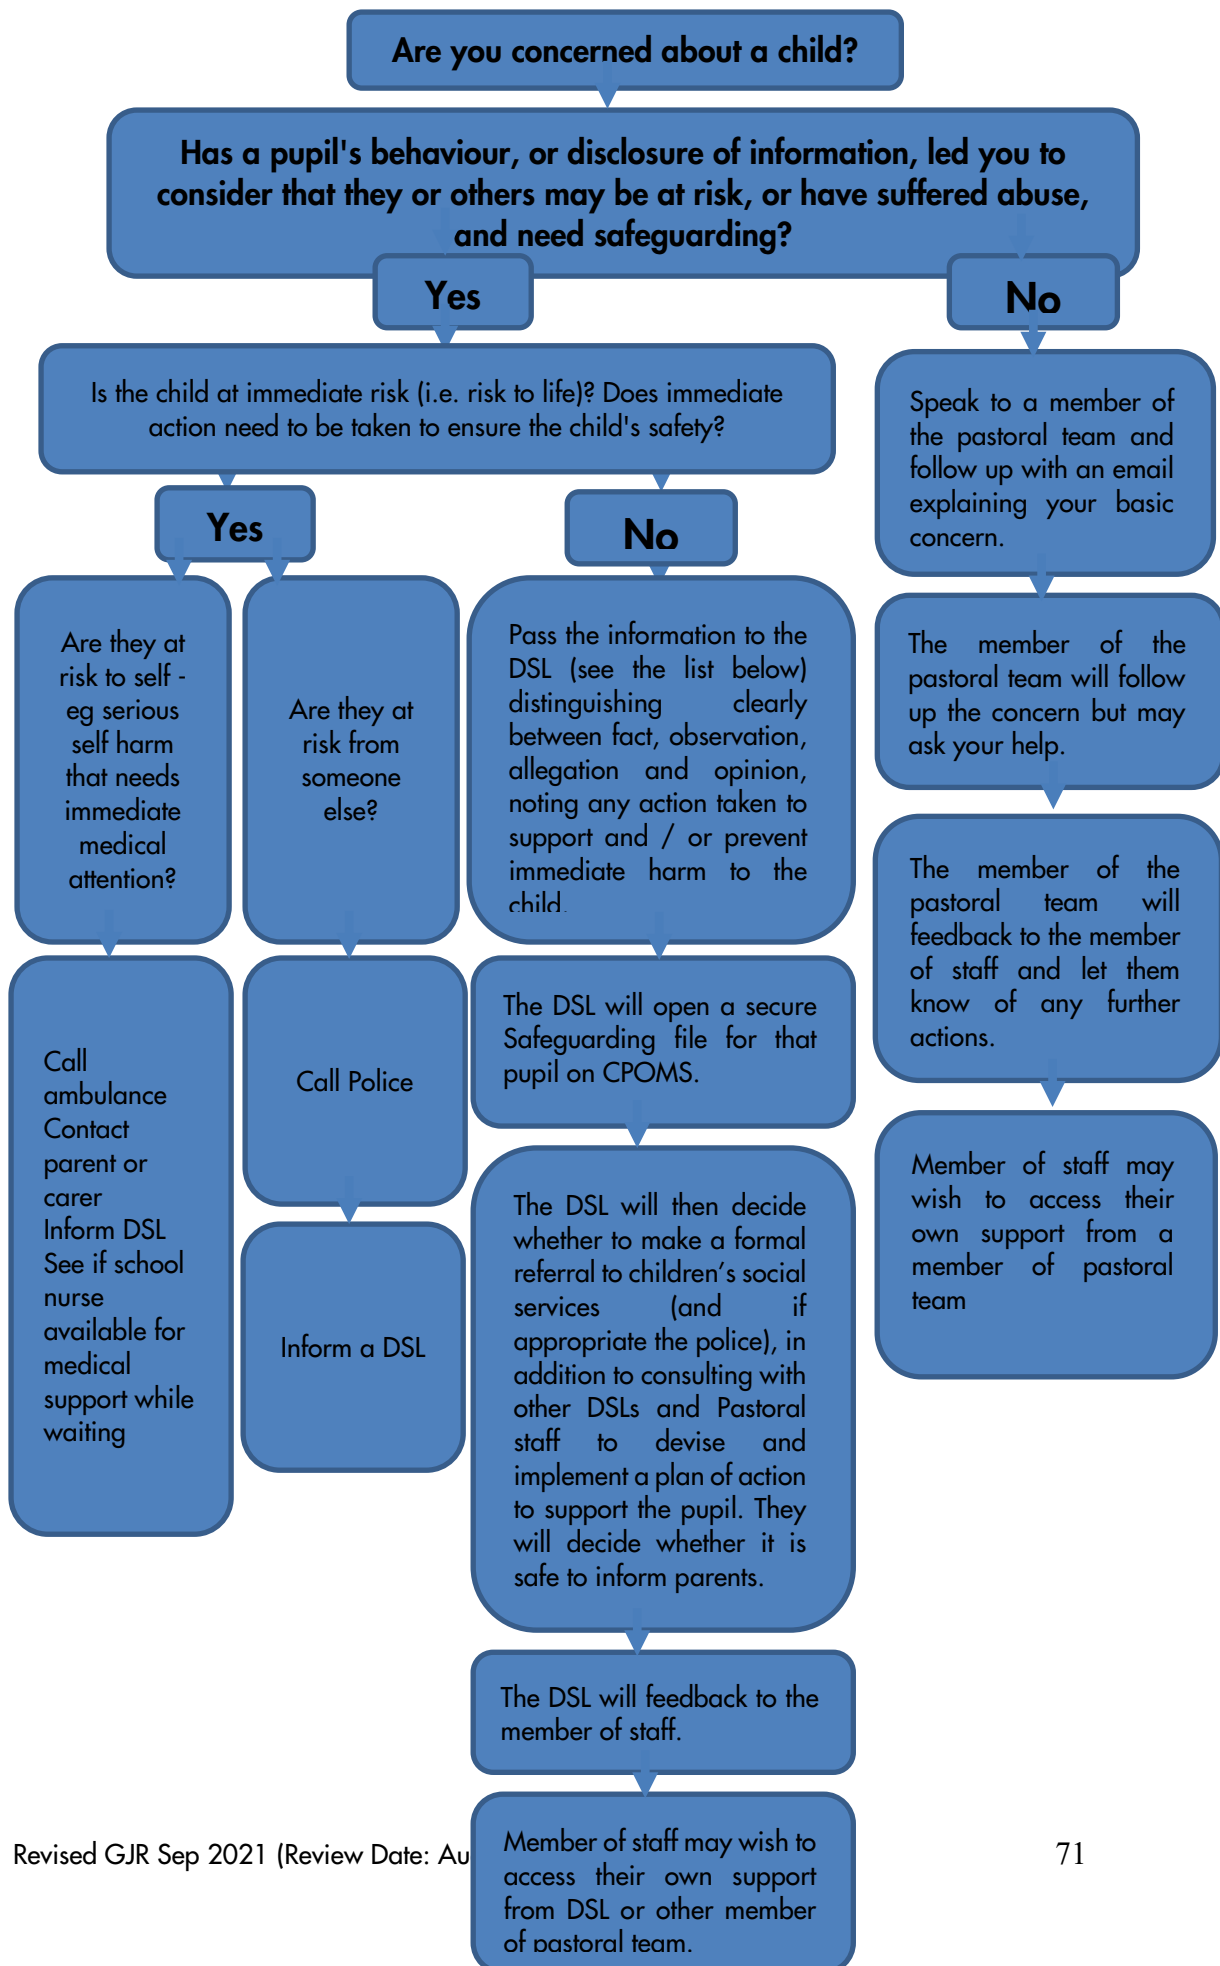 Are you concerned about a child?
Has a pupil's behaviour, or disclosure of information, led you to
consider that they or others may be at risk, or have suffered abuse,
and need safeguarding?
Yes
No
Is the child at immediate risk (i.e. risk to life)? Does immediate
action need to be taken to ensure the child's safety?
Yes
No
Are they at
risk to self -
eg serious
self harm
that needs
immediate
medical
attention?
Call
ambulance
Contact
parent or
carer
Inform DSL
See if school
nurse
available for
medical
support while
waiting
Are they at
risk from
someone
else?
Call Police
Inform a DSL
Pass the information to the
DSL (see the list below)
distinguishing clearly
between fact, observation,
allegation and opinion,
noting any action taken to
support and / or prevent
immediate harm to the
child.
The DSL will open a secure
Safeguarding file for that
pupil on CPOMS.
The DSL will then decide
whether to make a formal
referral to children’s social
services (and if
appropriate the police), in
addition to consulting with
other DSLs and Pastoral
staff to devise and
implement a plan of action
to support the pupil. They
will decide whether it is
safe to inform parents.
The DSL will feedback to the
member of staff.
Member of staff may wish to
access their own support
from DSL or other member
of pastoral team.
Speak to a member of
the pastoral team and
follow up with an email
explaining your basic
concern.
The member of the
pastoral team will follow
up the concern but may
ask your help.
The member of the
pastoral team will
feedback to the member
of staff and let them
know of any further
actions.
Member of staff may
wish to access their
own support from a
member of pastoral
team
Revised GJR Sep 2021 (Review Date: Au
71